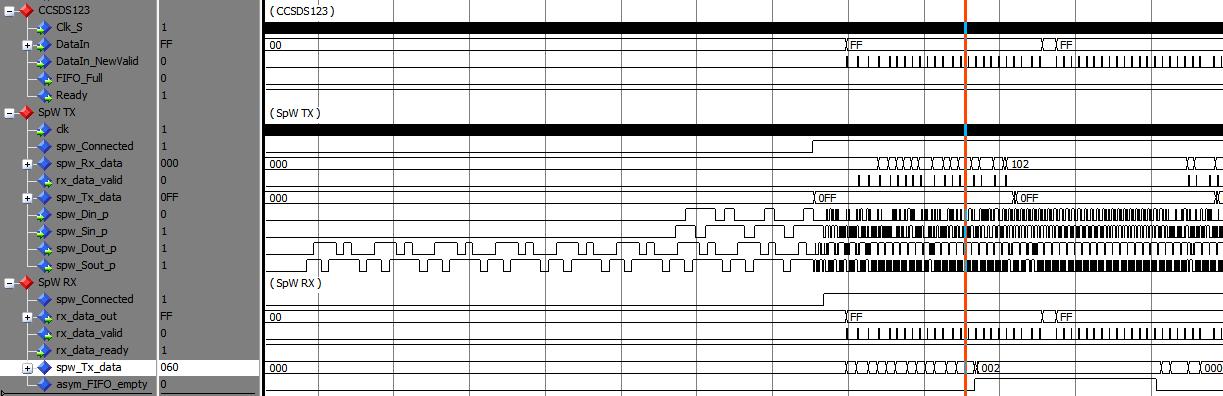 CCSDS123 (CCSDS123)
Clk_S 1
DataIn FF 00 FF FF
DataIn_NewValid 0
FIFO_Full 0
Ready 1
SpW TX (SpW TX)
clk 1
spw_Connected 1
spw_Rx_data 000 000 102
rx_data_valid 0
spw_Tx_data 0FF 000 0FF 0FF
spw_Din_p 0
spw_Sin_p 1
spw_Dout_p 1
spw_Sout_p 1
SpW RX (SpW RX)
spw_Connected 1
rx_data_out FF 00 FF FF
rx_data_valid 0
rx_data_ready 1
spw_Tx_data 060 000 002 000
asym_FIFO_empty 0